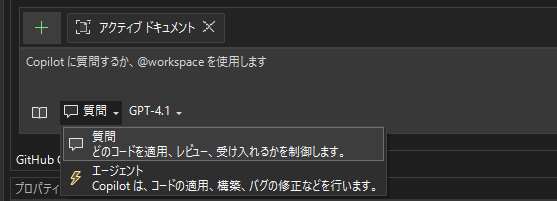 アクティブ ドキュメント
Copilot に質問するか、@workspace を使用します
質問
GPT-4.1
質問
どのコードを適用、レビュー、受け入れるかを制御します。
エージェント
Copilot は、コードの適用、構築、バグの修正などを行います。
GitHub
プロパティ